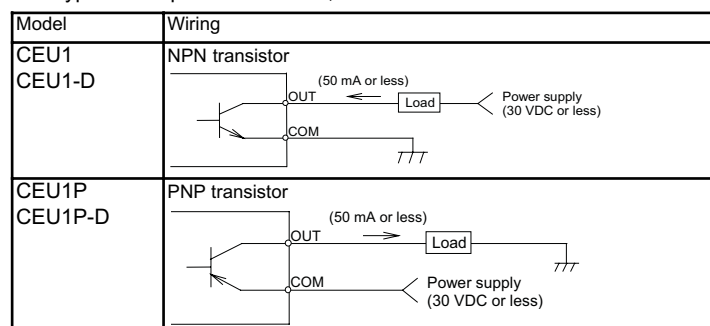 Model Wiring
CEU1 NPN transistor
CEU1-D
(50 mA or less)
OUT Load Power supply
(30 VDC or less)
COM
CEU1P PNP transistor
CEU1P-D
(50 mA or less)
OUT Load
COM Power supply
(30 VDC or less)